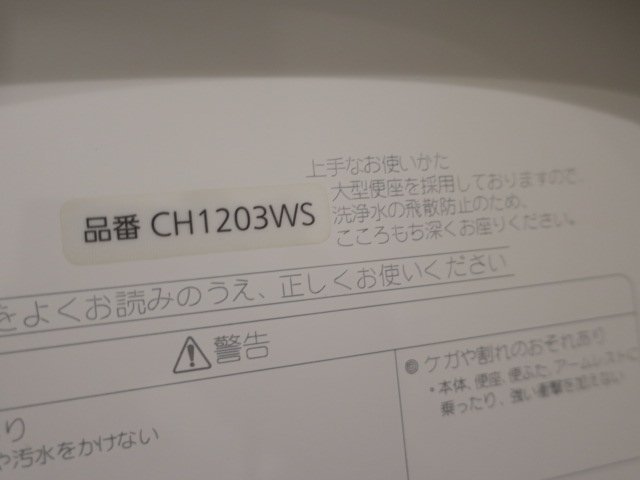 上手なお使いかた
大型便座を採用しておりますので、
洗浄水の飛散防止のため、
こころもち深くお座りください。
品番 CH1203WS
をよくお読みのうえ、正しくお使いください
警告
り
や汚水をかけない
ケガや割れのおそれあり
・本体、便座、便ふた、アームレストに
乗ったり、強い衝撃を加えない